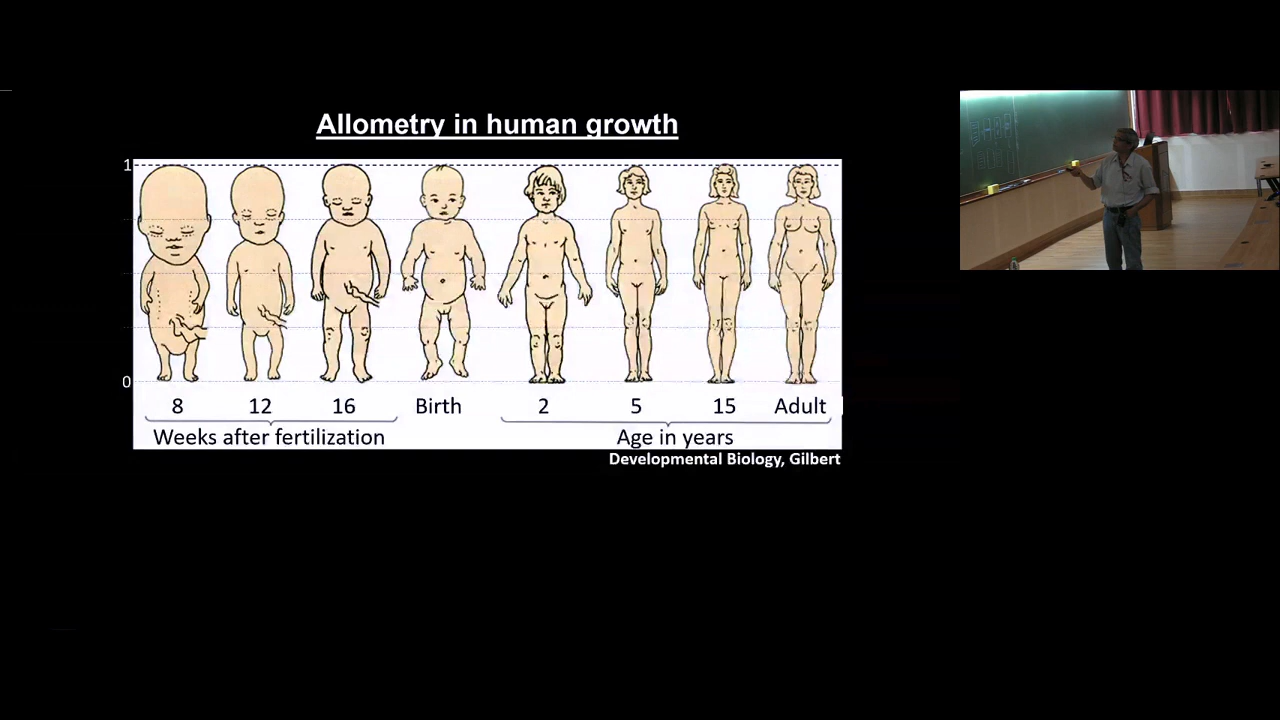 Allometry in human growth
1
0
8 12 16 Birth 2 5 15 Adult
Weeks after fertilization Age in years
Developmental Biology, Gilbert